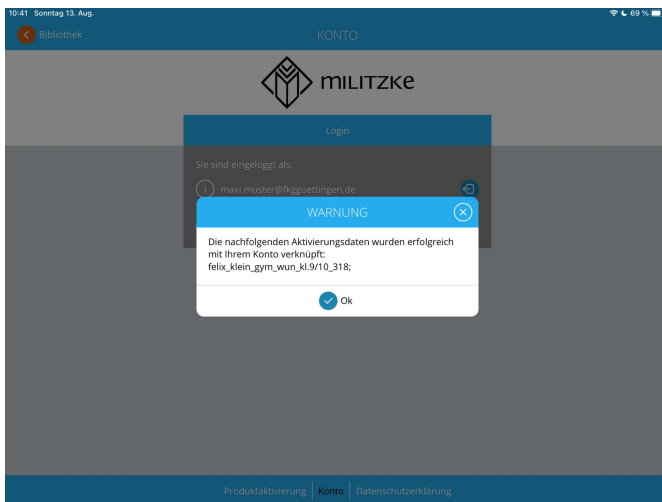 10:41 Sonntag 13. Aug.
69 %
Bibliothek
KONTO
MILITZKE
Login
Sie sind eingeloggt als:
maxi.muster@fkggoettingen.de
WARNUNG
Die nachfolgenden Aktivierungsdaten wurden erfolgreich
mit Ihrem Konto verknüpft:
felix_klein_gym_wun_kl.9/10_318;
Ok
Produktaktivierung
Konto
Datenschutzerklärung